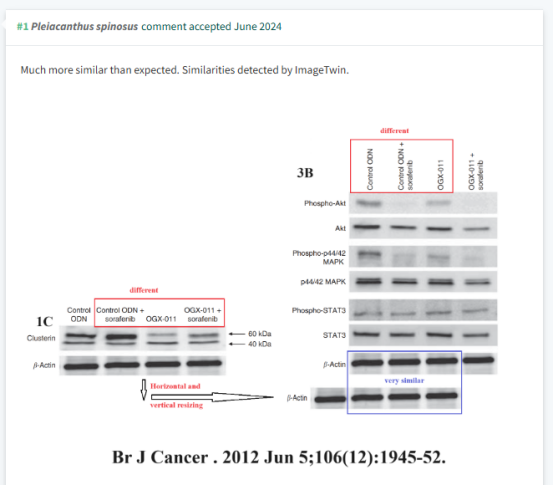 #1 Pleiacanthus spinosus comment accepted June 2024
Much more similar than expected. Similarities detected by ImageTwin.
different
3B
Control ODN
Control ODN + sorafenib
OGX-011
OGX-011 + sorafenib
Phospho-Akt
Akt
Phospho-p44/42
MAPK
p44/42 MAPK
Phospho-STAT3
STAT3
β-Actin
very similar
β-Actin
different
1C
Control ODN
Control ODN + sorafenib
OGX-011
OGX-011 + sorafenib
Clusterin
60 kDa
40 kDa
β-Actin
Horizontal and
vertical resizing
Br J Cancer . 2012 Jun 5;106(12):1945-52.